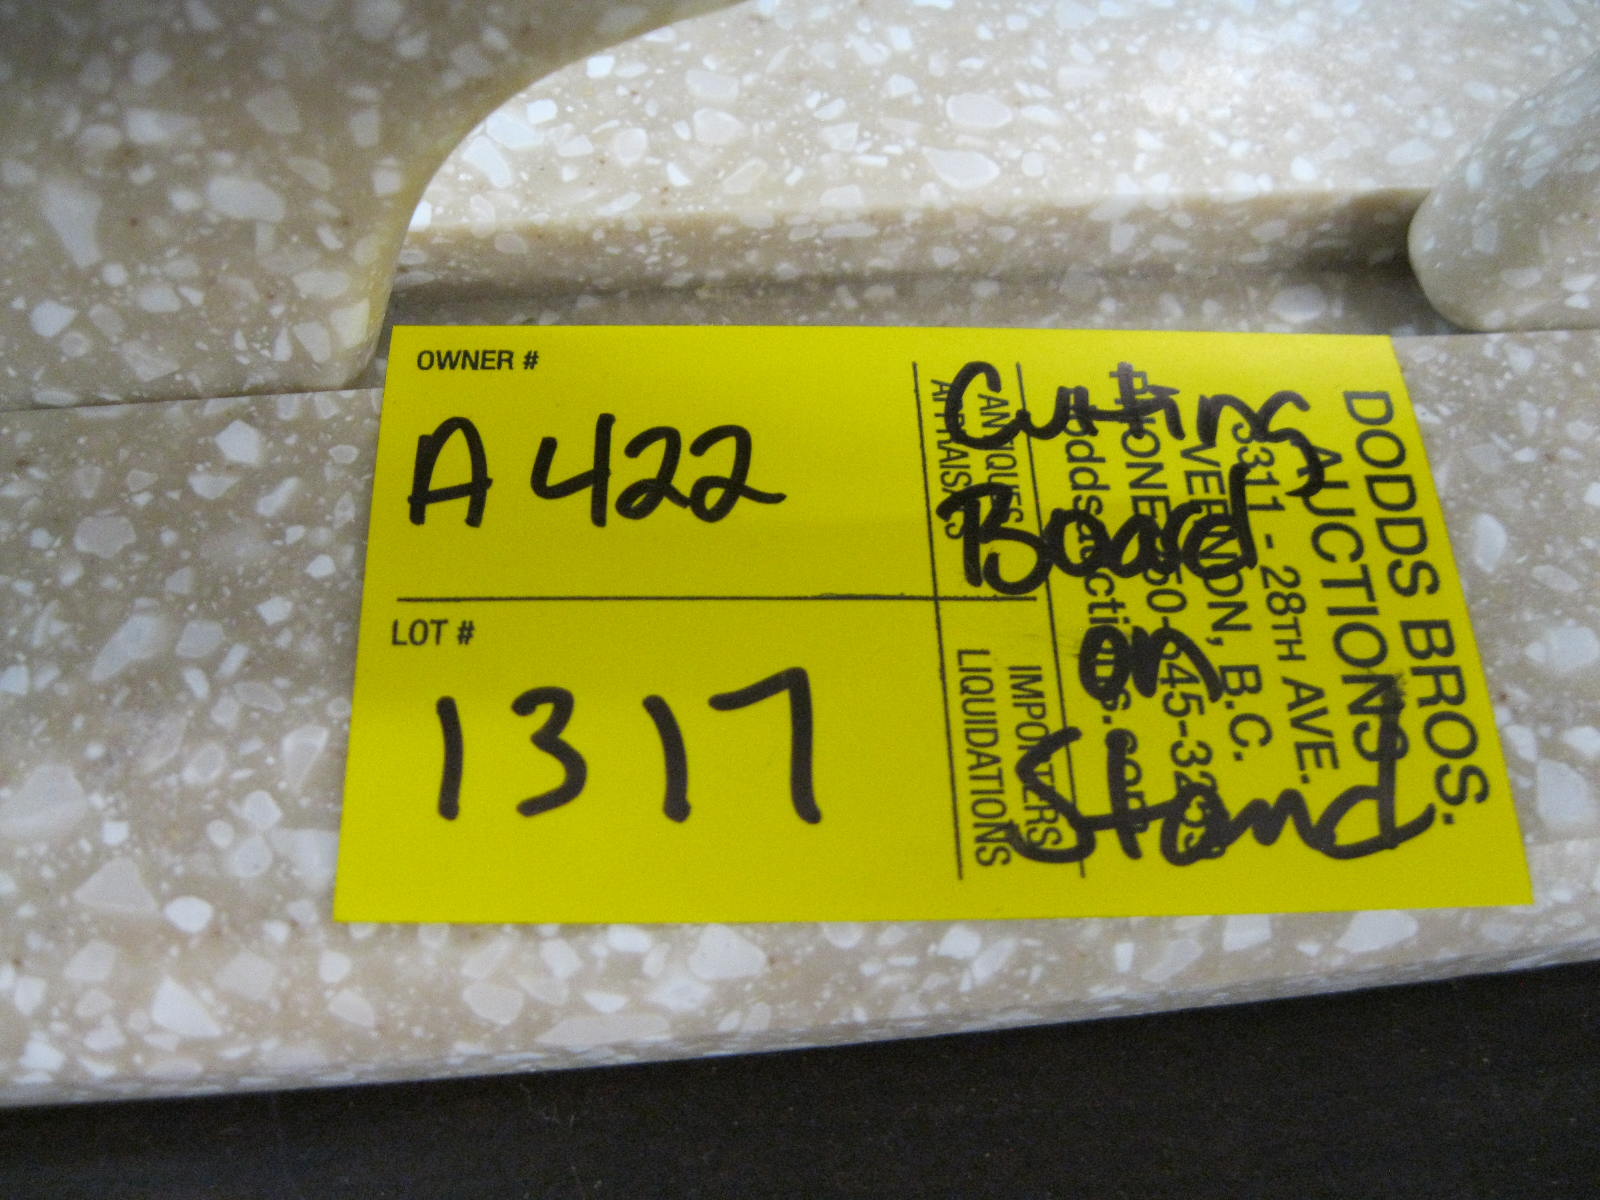 OWNER #
A 422
LOT #
1317
Cutting
Board
on
Stand
DODDS BROS.
AUCTIONS
3311 - 28TH AVE.
VERNON, B.C.
ANTIQUES
IMPORTERS
APPRAISALS
LIQUIDATIONS